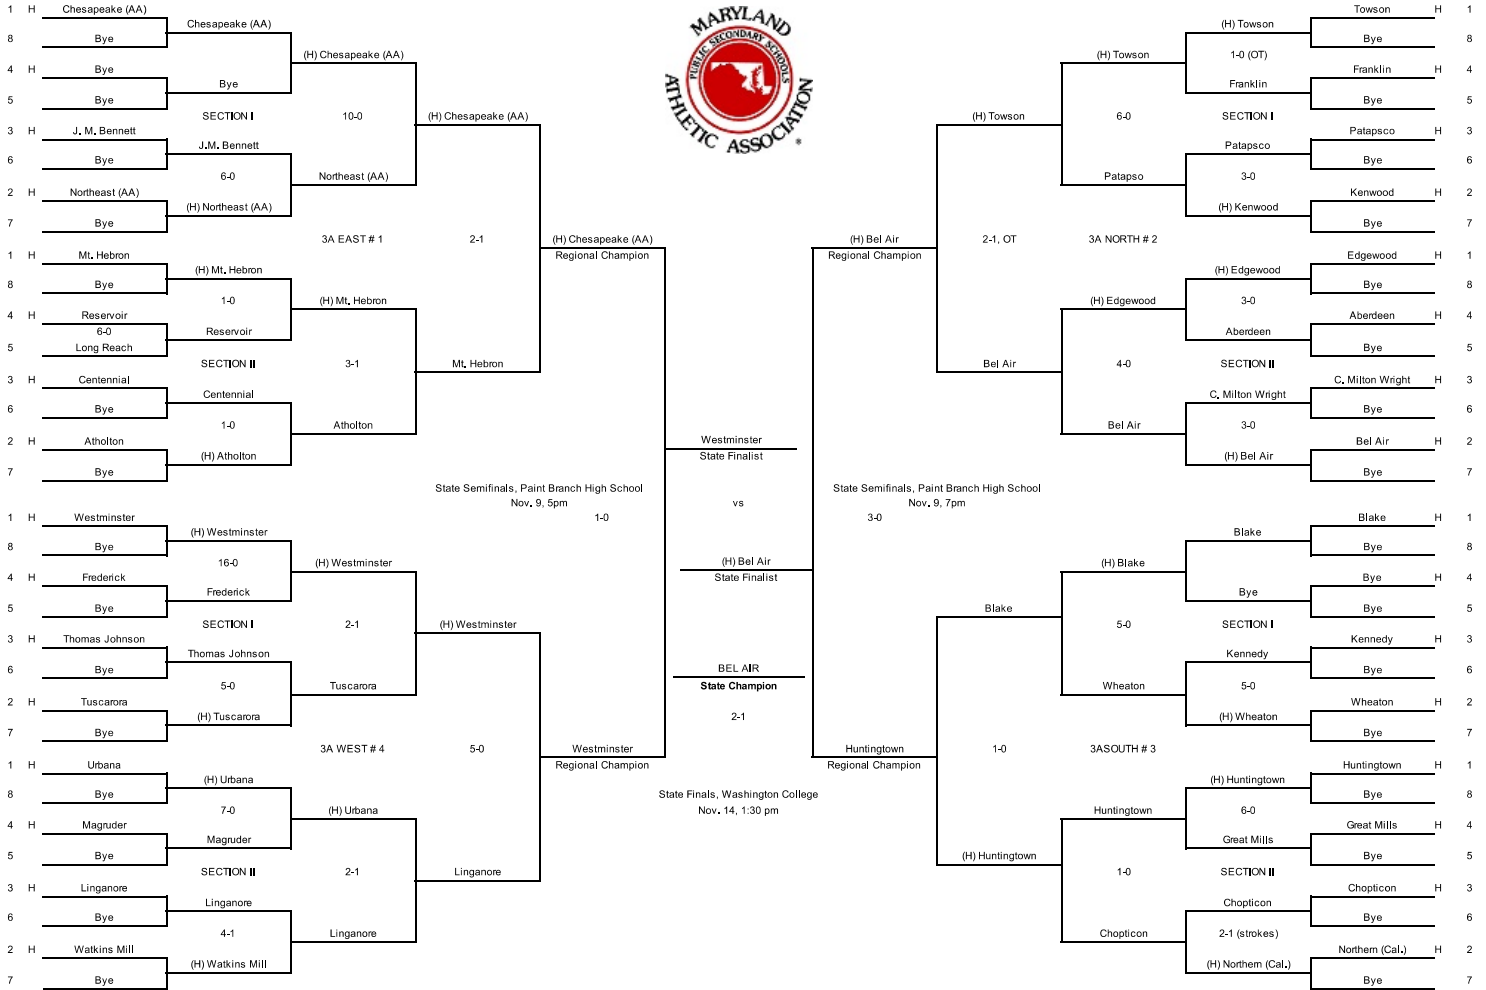 1 H Chesapeake (AA)
8 Bye
Chesapeake (AA)
4 H Bye
5 Bye
Bye
(H) Chesapeake (AA)
SECTION I
10-0
3 H J. M. Bennett
6 Bye
J.M. Bennett
6-0
2 H Northeast (AA)
7 Bye
(H) Northeast (AA)
Northeast (AA)
(H) Chesapeake (AA)
3A EAST # 1
2-1
1 H Mt. Hebron
8 Bye
(H) Mt. Hebron
1-0
4 H Reservoir
6-0
5 Long Reach
Reservoir
(H) Mt. Hebron
SECTION II
3-1
3 H Centennial
6 Bye
Centennial
1-0
2 H Atholton
7 Bye
(H) Atholton
Atholton
Mt. Hebron
(H) Chesapeake (AA)
Regional Champion
State Semifinals, Paint Branch High School
Nov. 9, 5pm
1-0
1 H Westminster
8 Bye
(H) Westminster
16-0
4 H Frederick
5 Bye
Frederick
(H) Westminster
SECTION I
2-1
3 H Thomas Johnson
6 Bye
Thomas Johnson
5-0
2 H Tuscarora
7 Bye
(H) Tuscarora
Tuscarora
(H) Westminster
3A WEST # 4
5-0
1 H Urbana
8 Bye
(H) Urbana
7-0
4 H Magruder
5 Bye
Magruder
(H) Urbana
SECTION II
2-1
3 H Linganore
6 Bye
Linganore
4-1
2 H Watkins Mill
7 Bye
(H) Watkins Mill
Linganore
Linganore
Westminster
Regional Champion
MARYLAND
PUBLIC SECONDARY SCHOOLS
ATHLETIC ASSOCIATION
®
Westminster
State Finalist
vs
(H) Bel Air
State Finalist
BEL AIR
State Champion
2-1
State Finals, Washington College
Nov. 14, 1:30 pm
Towson H 1
Bye 8
(H) Towson
1-0 (OT)
Franklin H 4
Bye 5
Franklin
(H) Towson
SECTION I
6-0
Patapsco H 3
Bye 6
Patapsco
3-0
Kenwood H 2
Bye 7
(H) Kenwood
Patapso
(H) Towson
3A NORTH # 2
2-1, OT
Edgewood H 1
Bye 8
(H) Edgewood
3-0
Aberdeen H 4
Bye 5
Aberdeen
(H) Edgewood
SECTION II
4-0
C. Milton Wright H 3
Bye 6
C. Milton Wright
3-0
Bel Air H 2
Bye 7
(H) Bel Air
Bel Air
Bel Air
(H) Bel Air
Regional Champion
State Semifinals, Paint Branch High School
Nov. 9, 7pm
3-0
Blake H 1
Bye 8
Blake
Bye H 4
Bye 5
Bye
(H) Blake
SECTION I
5-0
Kennedy H 3
Bye 6
Kennedy
5-0
Wheaton H 2
Bye 7
(H) Wheaton
Wheaton
Blake
3ASOUTH # 3
1-0
Huntingtown H 1
Bye 8
(H) Huntingtown
6-0
Great Mills H 4
Bye 5
Great Mills
Huntingtown
SECTION II
1-0
Chopticon H 3
Bye 6
Chopticon
2-1 (strokes)
Northern (Cal.) H 2
Bye 7
(H) Northern (Cal.)
Chopticon
(H) Huntingtown
Huntingtown
Regional Champion